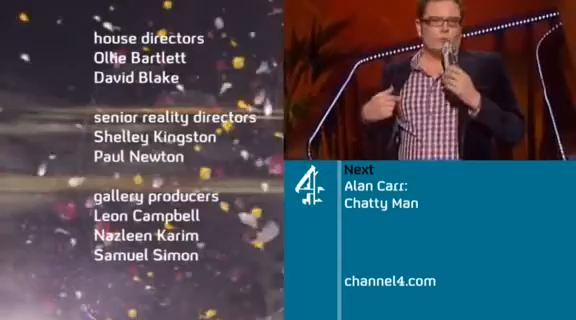 house directors
Ollie Bartlett
David Blake
senior reality directors
Shelley Kingston
Paul Newton
gallery producers
Leon Campbell
Nazleen Karim
Samuel Simon
4
Next
Alan Carr:
Chatty Man
channel4.com